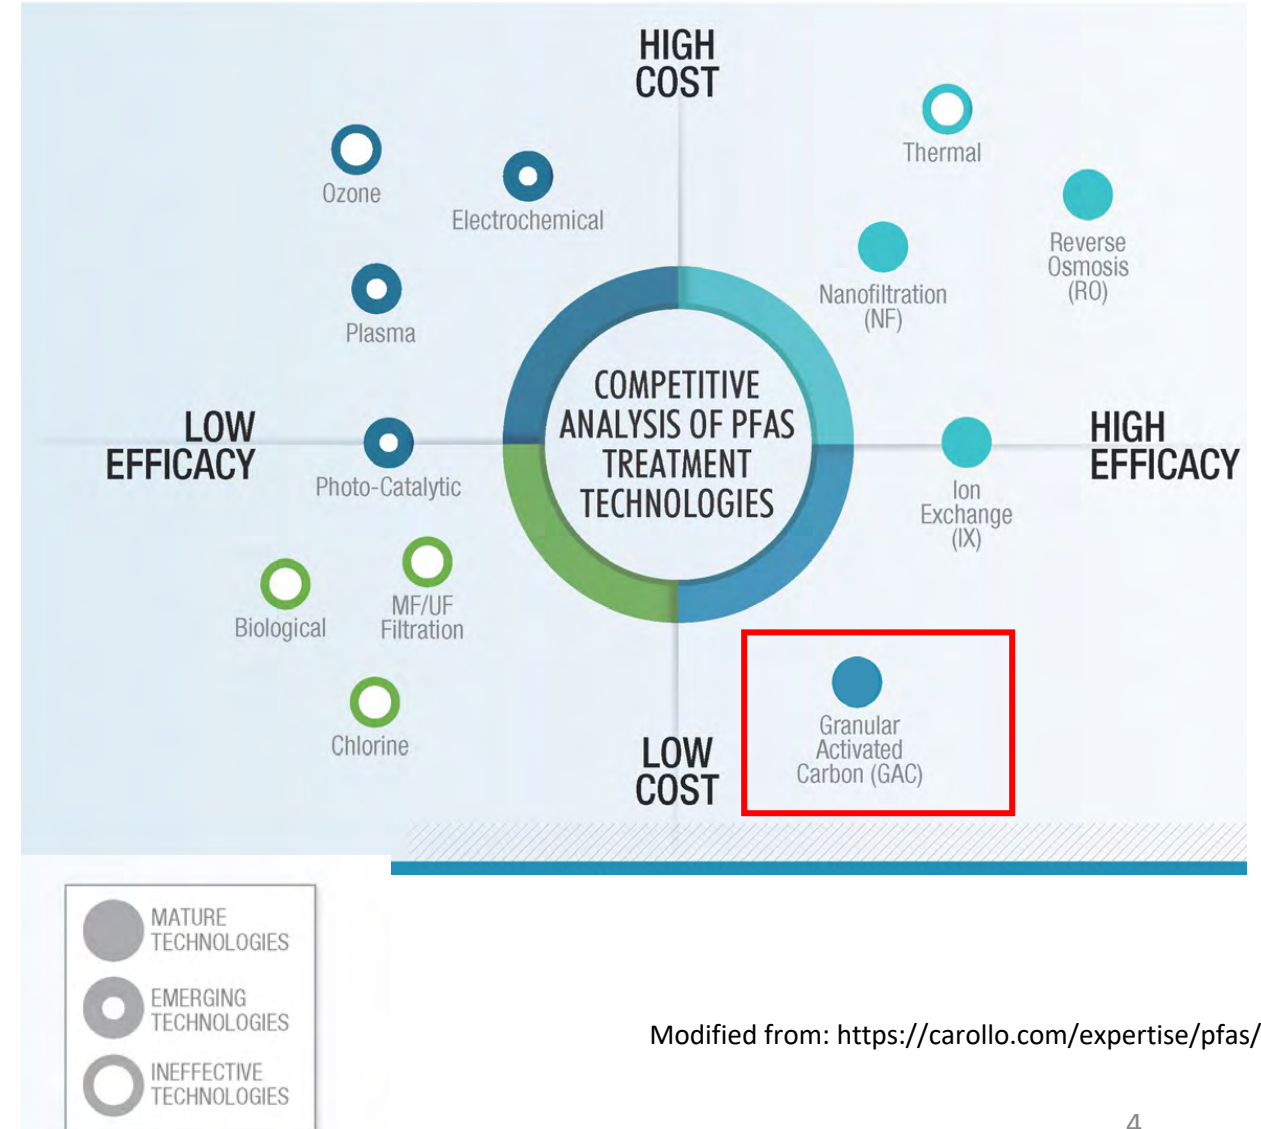 HIGH
COST
Thermal
Ozone
Electrochemical
Reverse
Osmosis
(RO)
Nanofiltration
(NF)
Plasma
COMPETITIVE
ANALYSIS OF PFAS
TREATMENT
TECHNOLOGIES
LOW
EFFICACY
HIGH
EFFICACY
Photo-Catalytic
Ion
Exchange
(IX)
Biological
MF/UF
Filtration
Chlorine
LOW
COST
Granular
Activated
Carbon (GAC)
MATURE
TECHNOLOGIES
EMERGING
TECHNOLOGIES
INEFFECTIVE
TECHNOLOGIES
Modified from: https://carollo.com/expertise/pfas/
4